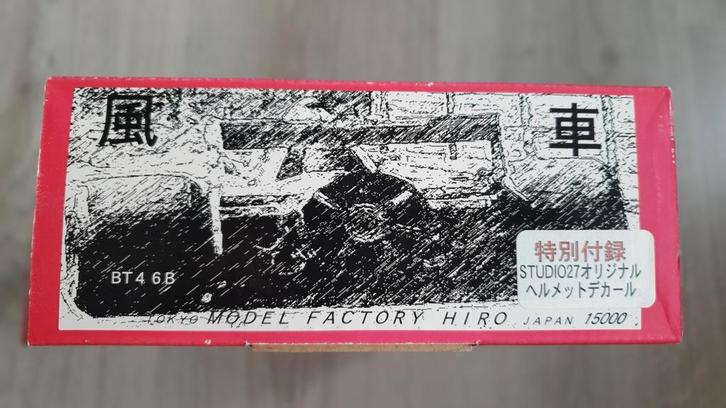 風 車
BT46B
特別付録
STUDIO27オリジナル
ヘルメットデカール
TOKYO MODEL FACTORY HIRO JAPAN 15000